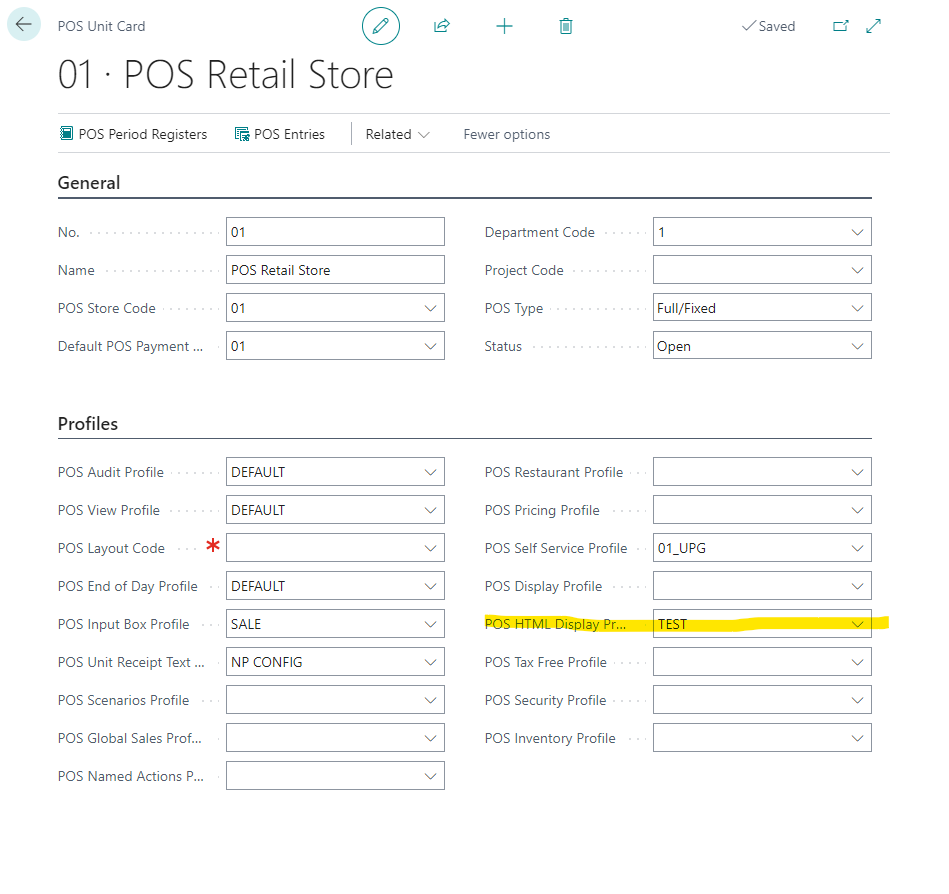 POS Unit Card
Saved
01 · POS Retail Store
POS Period Registers POS Entries Related Fewer options
General
No. 01
Name POS Retail Store
POS Store Code 01
Default POS Payment ... 01
Department Code 1
Project Code
POS Type Full/Fixed
Status Open
Profiles
POS Audit Profile DEFAULT
POS View Profile DEFAULT
POS Layout Code *
POS End of Day Profile DEFAULT
POS Input Box Profile SALE
POS Unit Receipt Text ... NP CONFIG
POS Scenarios Profile
POS Global Sales Prof...
POS Named Actions P...
POS Restaurant Profile
POS Pricing Profile
POS Self Service Profile 01_UPG
POS Display Profile
POS HTML Display Pr... TEST
POS Tax Free Profile
POS Security Profile
POS Inventory Profile